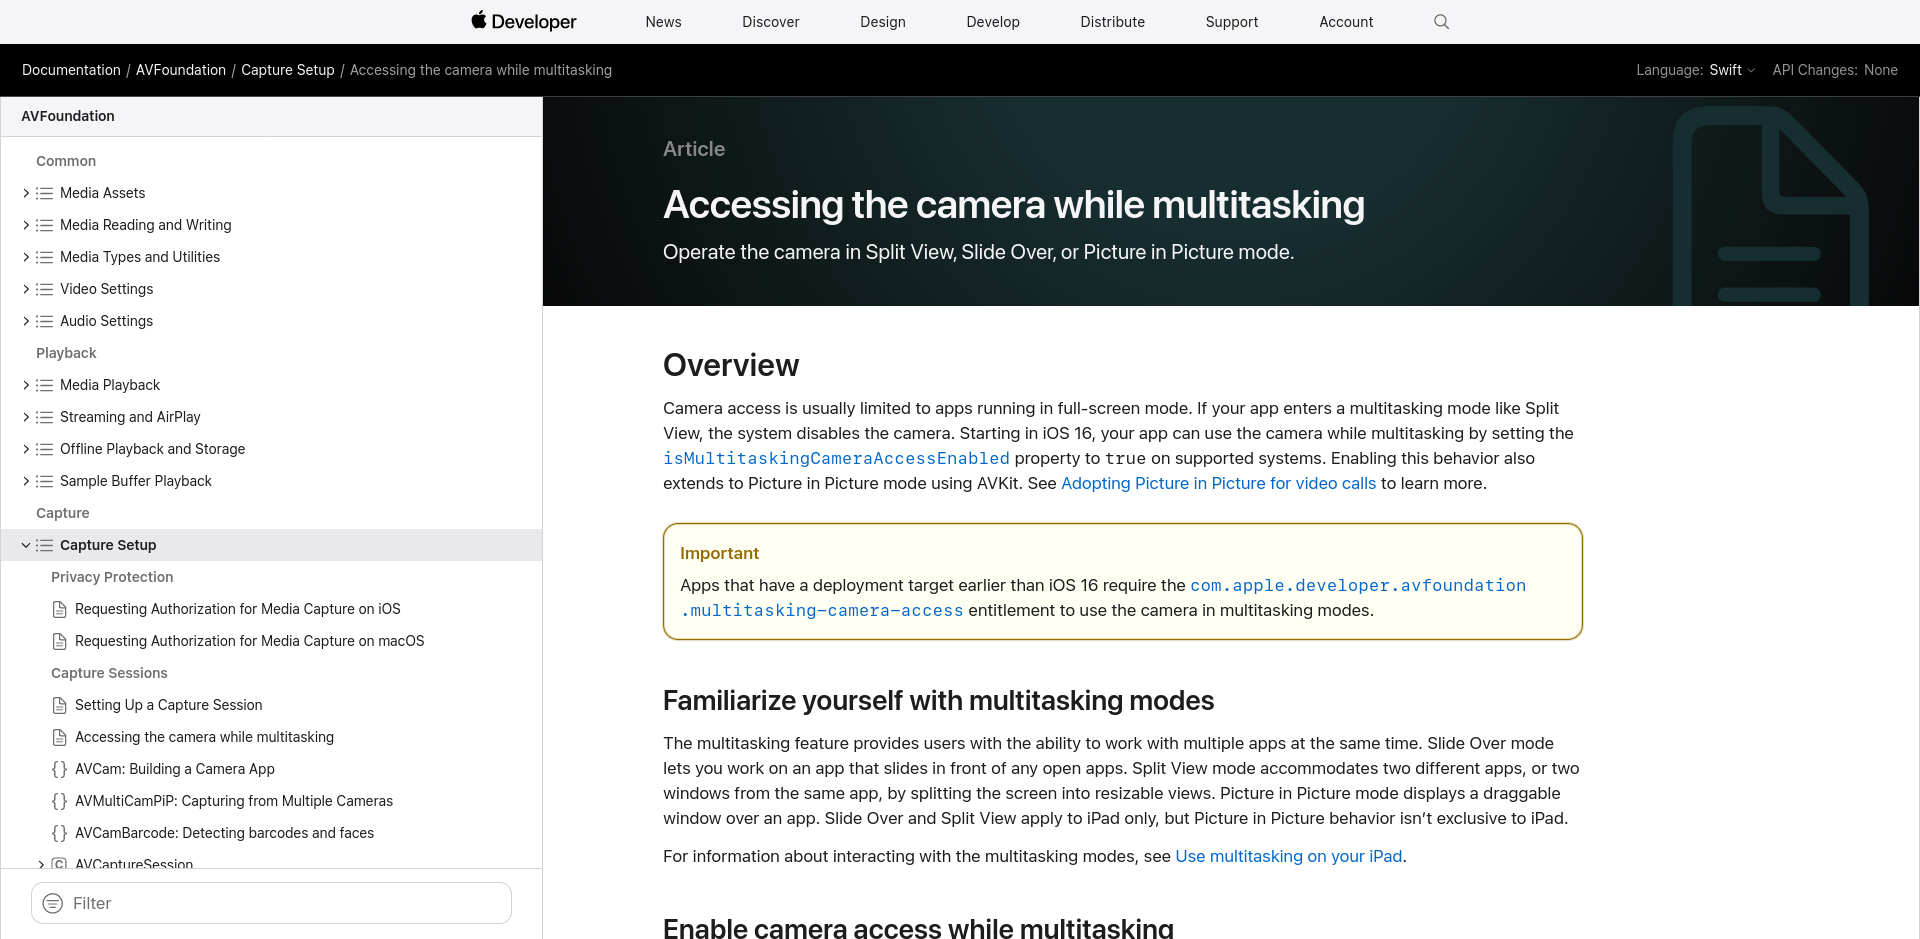 Developer
News
Discover
Design
Develop
Distribute
Support
Account
Documentation / AVFoundation / Capture Setup / Accessing the camera while multitasking
Language: Swift
API Changes: None
AVFoundation
Common
Media Assets
Media Reading and Writing
Media Types and Utilities
Video Settings
Audio Settings
Playback
Media Playback
Streaming and AirPlay
Offline Playback and Storage
Sample Buffer Playback
Capture
Capture Setup
Privacy Protection
Requesting Authorization for Media Capture on iOS
Requesting Authorization for Media Capture on macOS
Capture Sessions
Setting Up a Capture Session
Accessing the camera while multitasking
{} AVCam: Building a Camera App
{} AVMultiCamPiP: Capturing from Multiple Cameras
{} AVCamBarcode: Detecting barcodes and faces
C AVCaptureSession
Filter
Article
Accessing the camera while multitasking
Operate the camera in Split View, Slide Over, or Picture in Picture mode.
Overview
Camera access is usually limited to apps running in full-screen mode. If your app enters a multitasking mode like Split
View, the system disables the camera. Starting in iOS 16, your app can use the camera while multitasking by setting the
isMultitaskingCameraAccessEnabled property to true on supported systems. Enabling this behavior also
extends to Picture in Picture mode using AVKit. See Adopting Picture in Picture for video calls to learn more.
Important
Apps that have a deployment target earlier than iOS 16 require the com.apple.developer.avfoundation
.multitasking-camera-access entitlement to use the camera in multitasking modes.
Familiarize yourself with multitasking modes
The multitasking feature provides users with the ability to work with multiple apps at the same time. Slide Over mode
lets you work on an app that slides in front of any open apps. Split View mode accommodates two different apps, or two
windows from the same app, by splitting the screen into resizable views. Picture in Picture mode displays a draggable
window over an app. Slide Over and Split View apply to iPad only, but Picture in Picture behavior isn’t exclusive to iPad.
For information about interacting with the multitasking modes, see Use multitasking on your iPad.
Enable camera access while multitasking